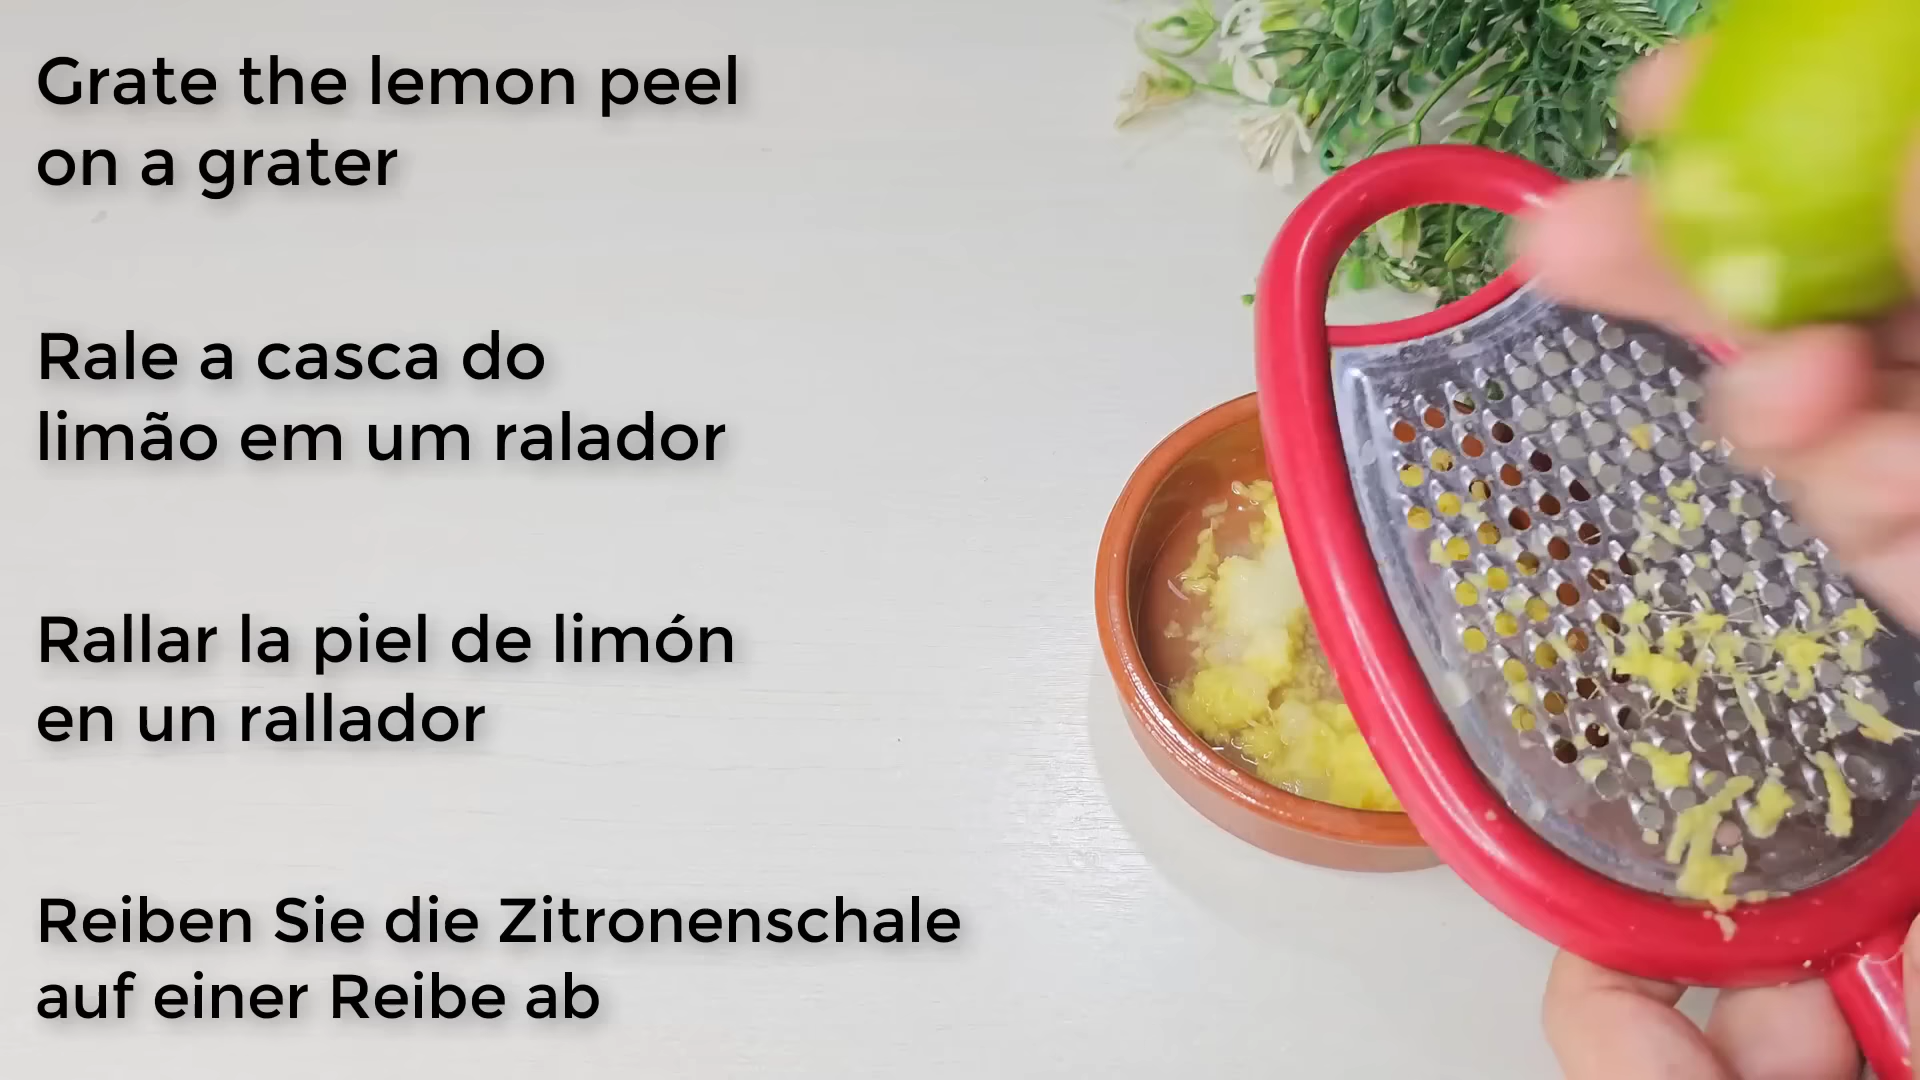 Grate the lemon peel
on a grater
Rale a casca do
limão em um ralador
Rallar la piel de limón
en un rallador
Reiben Sie die Zitronenschale
auf einer Reibe ab